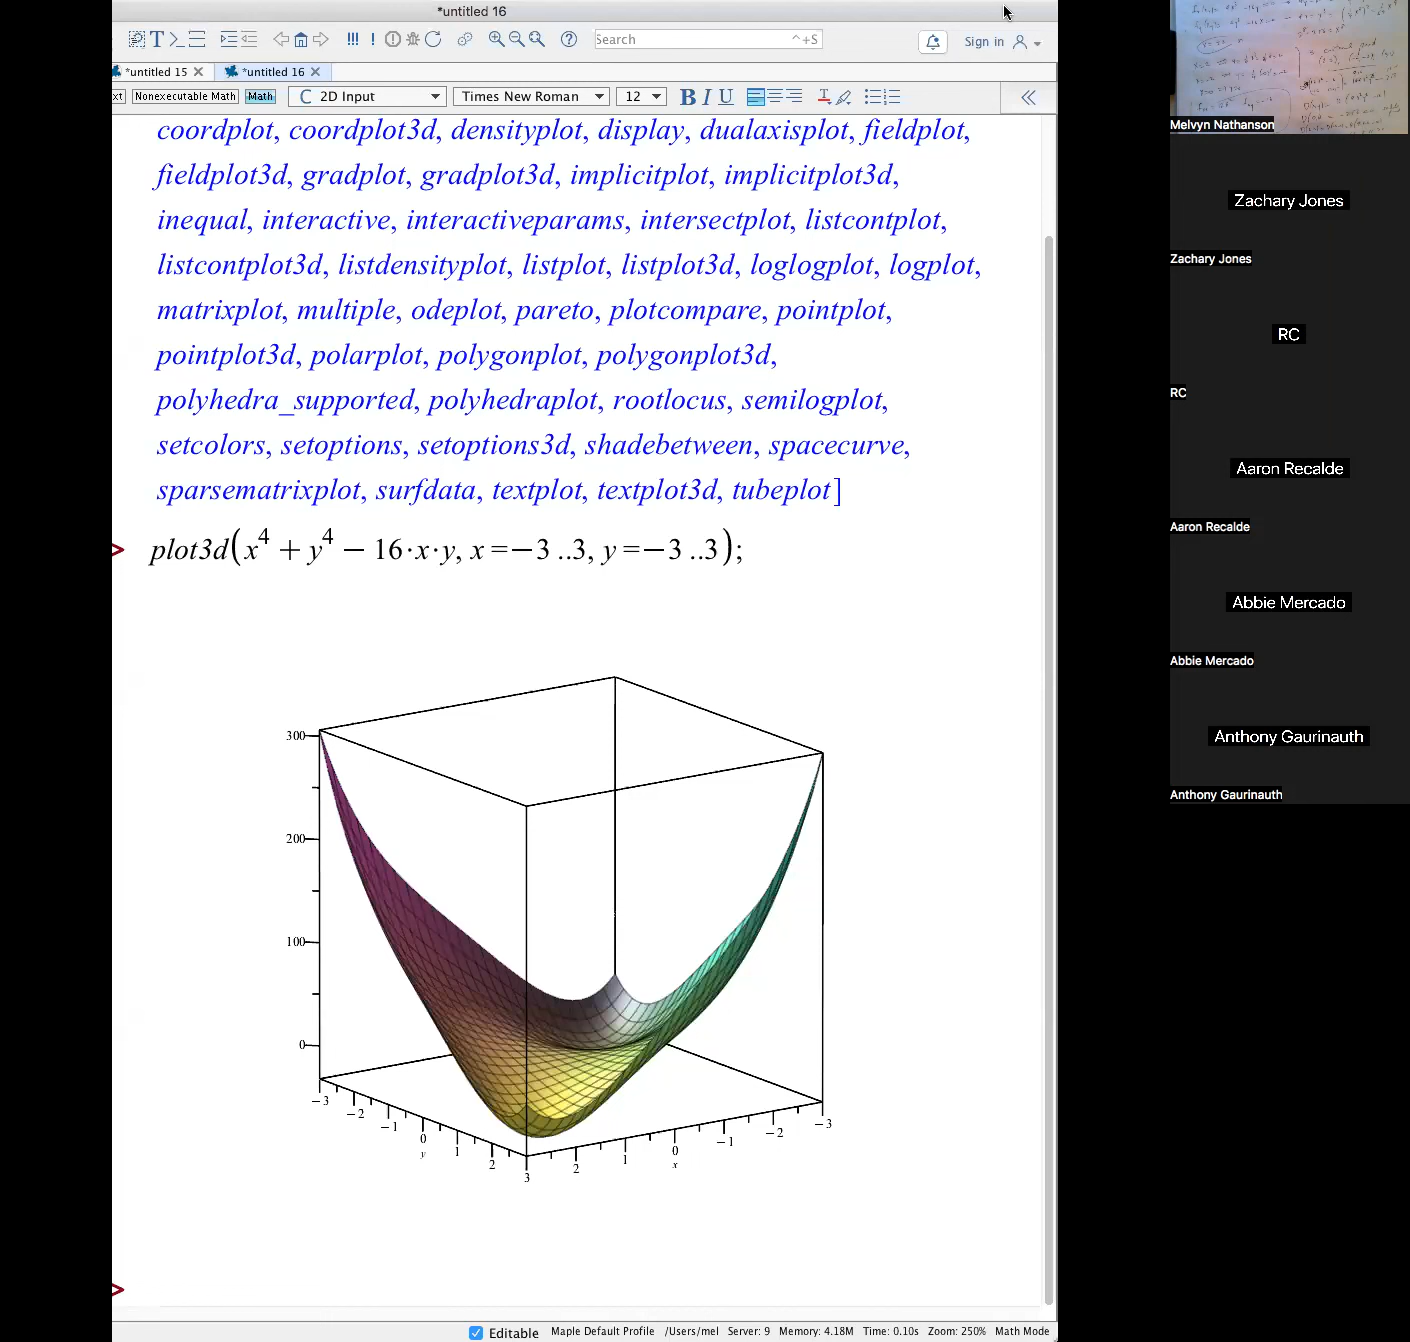 *untitled 16
Search
^+S
Sign in
*untitled 15
*untitled 16
xt
Nonexecutable Math
Math
C 2D Input
Times New Roman
12
B I U
coordplot, coordplot3d, densityplot, display, dualaxisplot, fieldplot,
fieldplot3d, gradplot, gradplot3d, implicitplot, implicitplot3d,
inequal, interactive, interactiveparams, intersectplot, listcontplot,
listcontplot3d, listdensityplot, listplot, listplot3d, loglogplot, logplot,
matrixplot, multiple, odeplot, pareto, plotcompare, pointplot,
pointplot3d, polarplot, polygonplot, polygonplot3d,
polyhedra_supported, polyhedraplot, rootlocus, semilogplot,
setcolors, setoptions, setoptions3d, shadebetween, spacecurve,
sparsematrixplot, surfdata, textplot, textplot3d, tubeplot]
> plot3d(x^4 + y^4 − 16·x·y, x=−3 ..3, y=−3 ..3);
300
200
100
0
−3
−2
−1
0
1
2
3
y
2
1
0
−1
−2
−3
x
>
Editable
Maple Default Profile
/Users/mel
Server: 9
Memory: 4.18M
Time: 0.10s
Zoom: 250%
Math Mode
Melvyn Nathanson
Zachary Jones
Zachary Jones
RC
RC
Aaron Recalde
Aaron Recalde
Abbie Mercado
Abbie Mercado
Anthony Gaurinauth
Anthony Gaurinauth